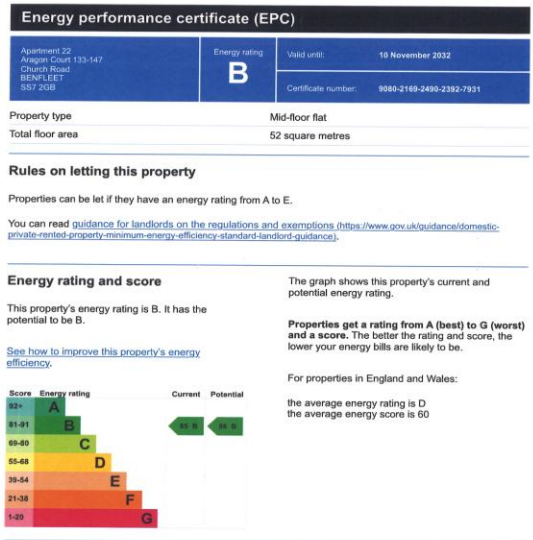 Energy performance certificate (EPC)
Apartment 22
Aragon Court 133-147
Church Road
BENFLEET
SS7 2GB
Energy rating
B
Valid until:
10 November 2032
Certificate number:
9080-2169-2490-2392-7931
Property type
Mid-floor flat
Total floor area
52 square metres
Rules on letting this property
Properties can be let if they have an energy rating from A to E.
You can read guidance for landlords on the regulations and exemptions (https://www.gov.uk/guidance/domestic-
private-rented-property-minimum-energy-efficiency-standard-landlord-guidance).
Energy rating and score
This property's energy rating is B. It has the
potential to be B.
See how to improve this property's energy
efficiency.
Score Energy rating Current Potential
92+ A
81-91 B
69-80 C
55-68 D
39-54 E
21-38 F
1-20 G
The graph shows this property's current and
potential energy rating.
Properties get a rating from A (best) to G (worst)
and a score. The better the rating and score, the
lower your energy bills are likely to be.
For properties in England and Wales:
the average energy rating is D
the average energy score is 60